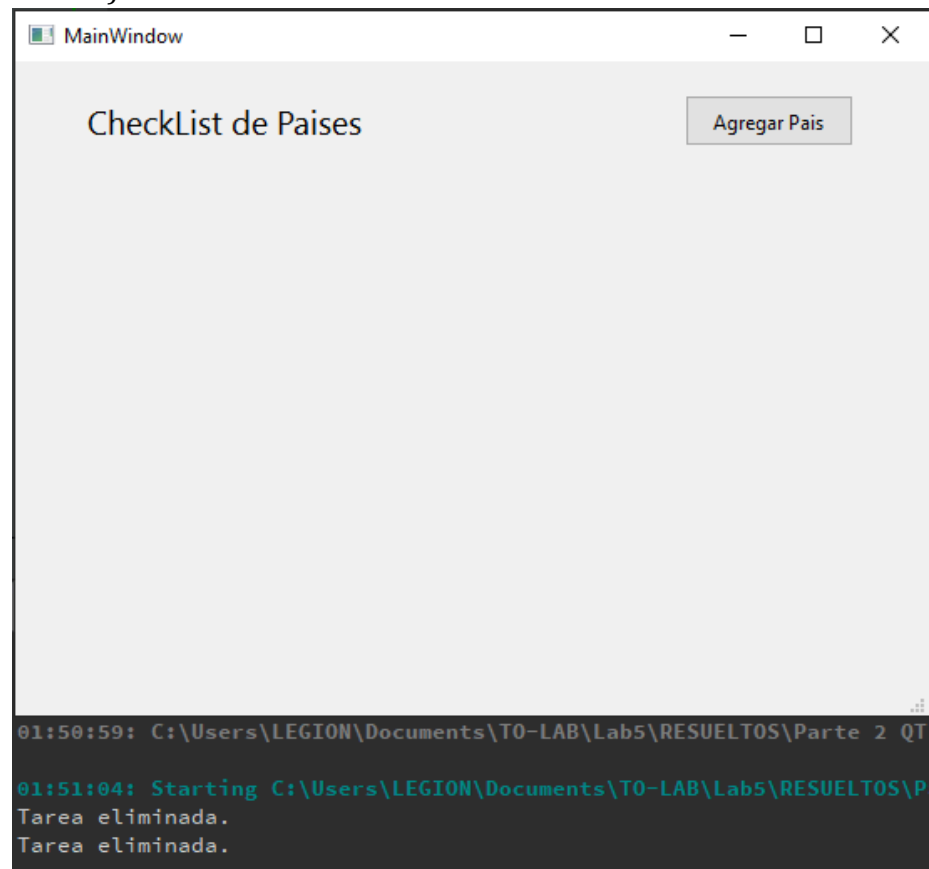 MainWindow
CheckList de Paises
Agregar Pais
01:50:59: C:\Users\LEGION\Documents\TO-LAB\Lab5\RESUELTOS\Parte 2 QT
01:51:04: Starting C:\Users\LEGION\Documents\TO-LAB\Lab5\RESUELTOS\P
Tarea eliminada.
Tarea eliminada.